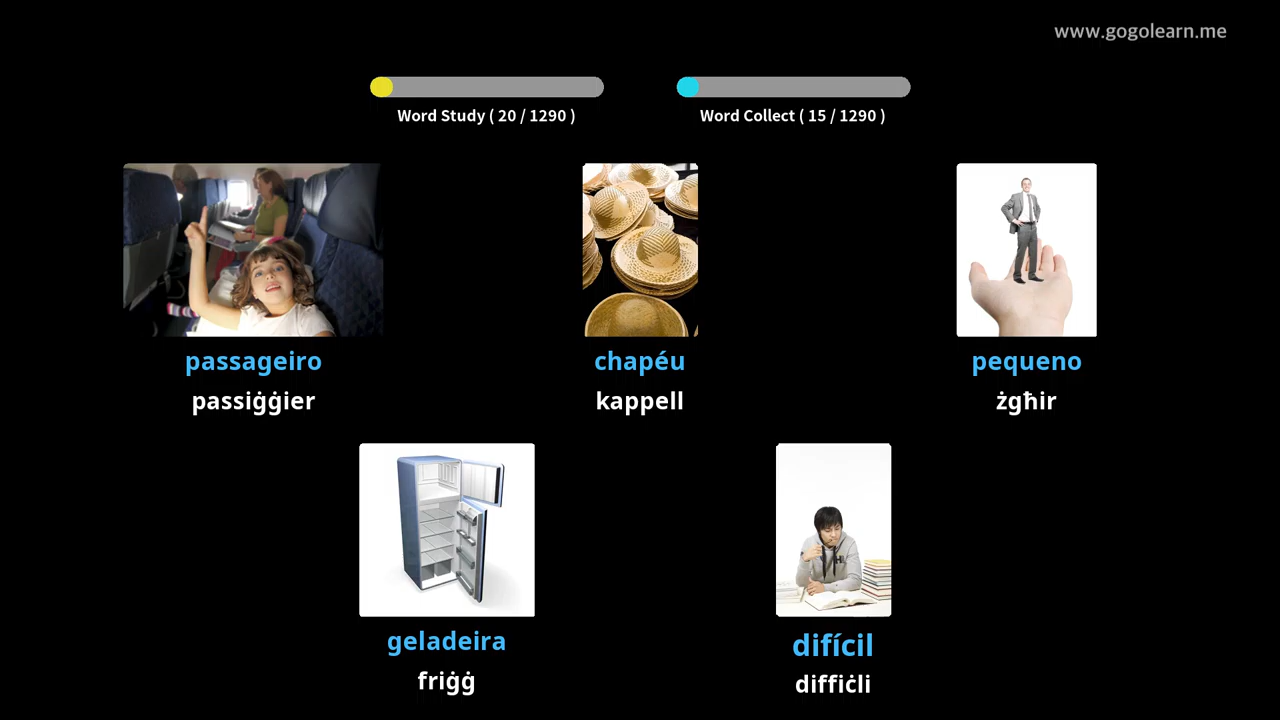 www.gogolearn.me
Word Study ( 20 / 1290 )
Word Collect ( 15 / 1290 )
passageiro
passiġġier
chapéu
kappell
pequeno
żgħir
geladeira
friġġ
difícil
diffiċli